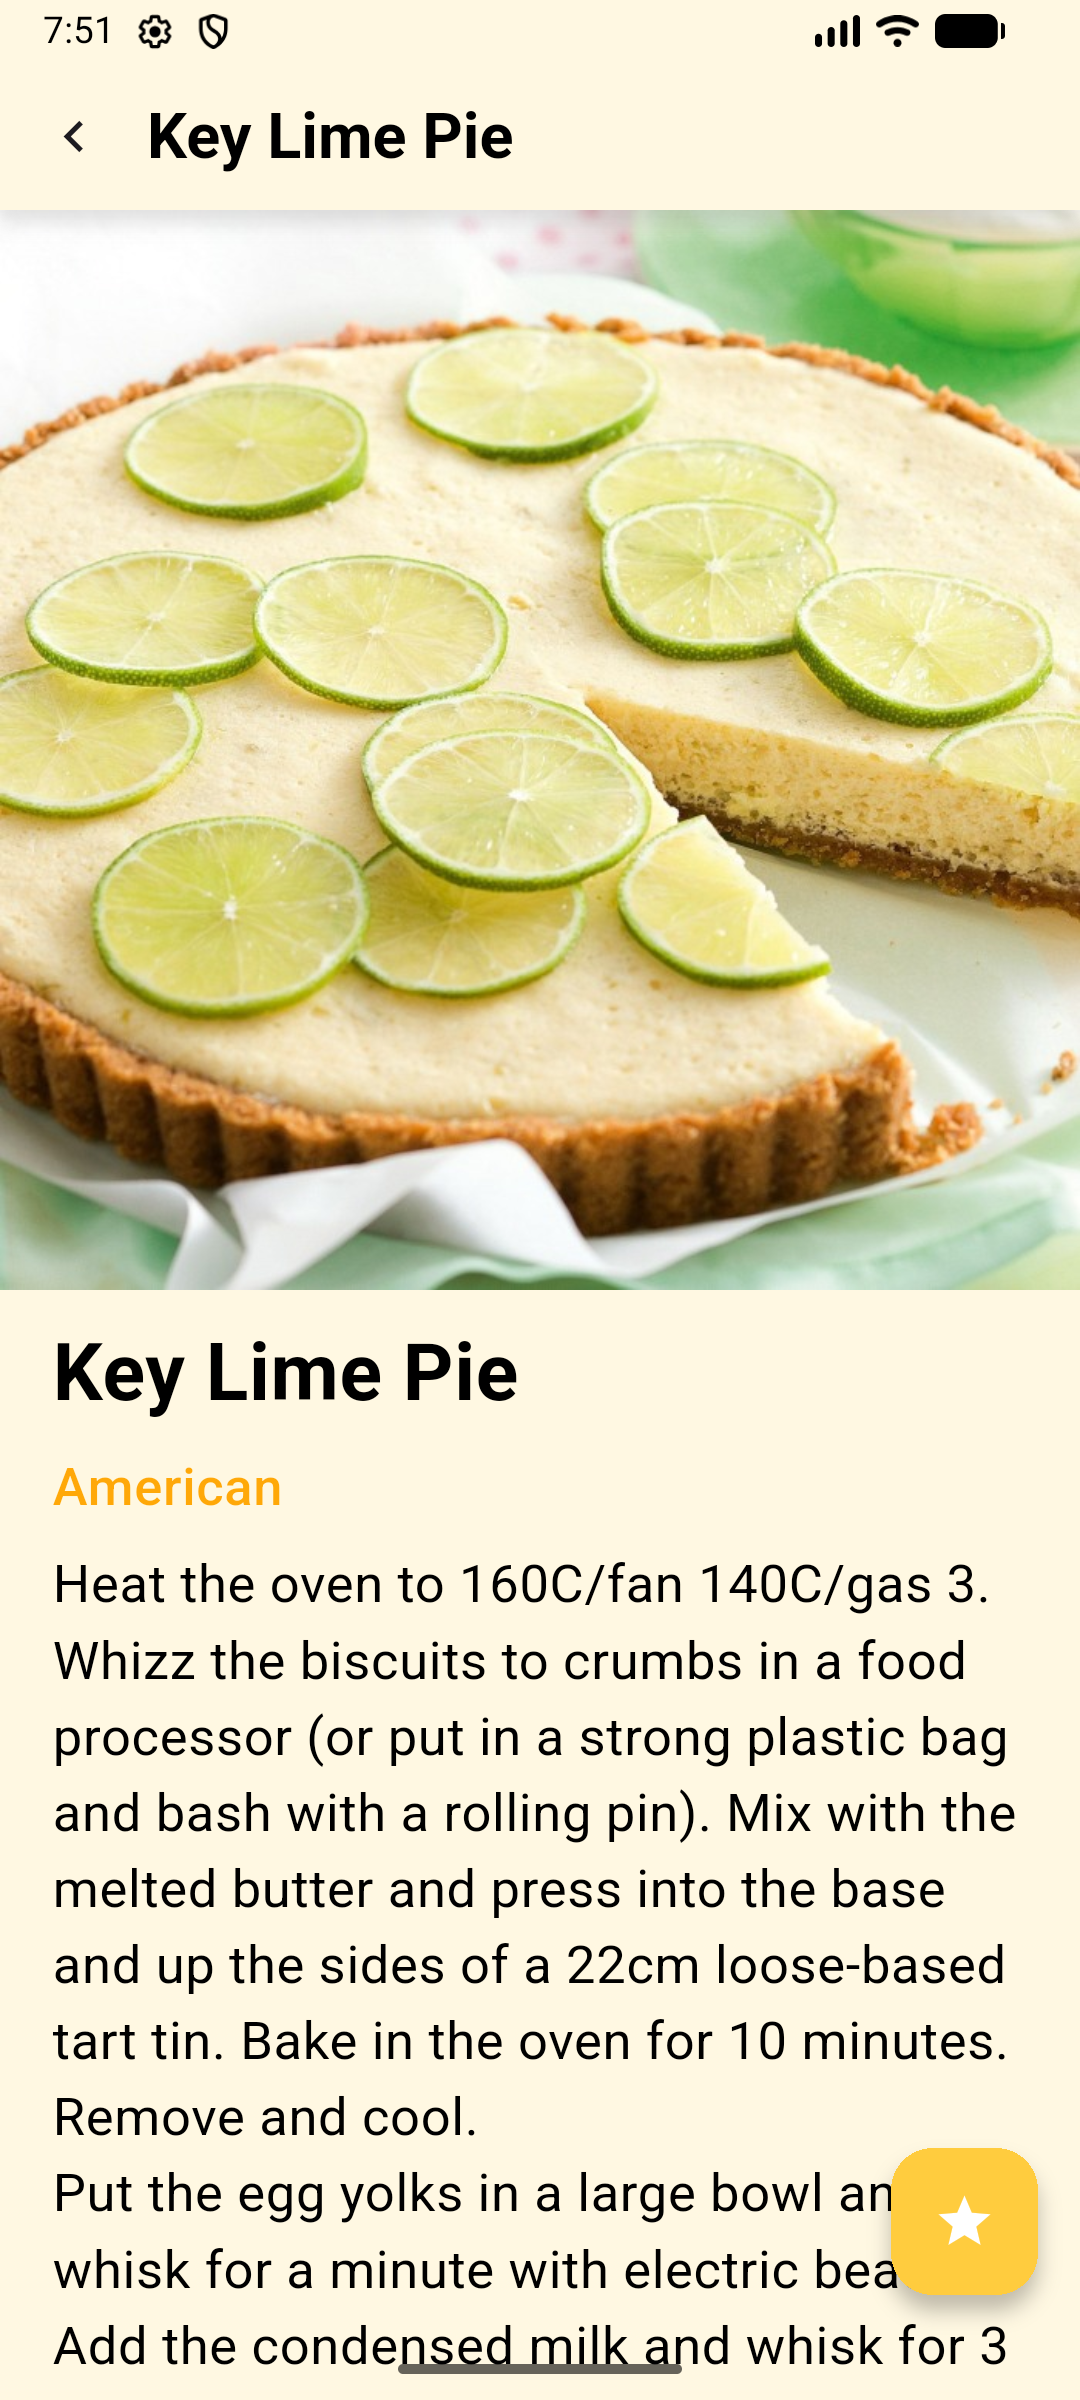 7:51
Key Lime Pie
Key Lime Pie
American
Heat the oven to 160C/fan 140C/gas 3.
Whizz the biscuits to crumbs in a food
processor (or put in a strong plastic bag
and bash with a rolling pin). Mix with the
melted butter and press into the base
and up the sides of a 22cm loose-based
tart tin. Bake in the oven for 10 minutes.
Remove and cool.
Put the egg yolks in a large bowl
whisk for a minute with electric
Add the condensed milk and whisk for 3